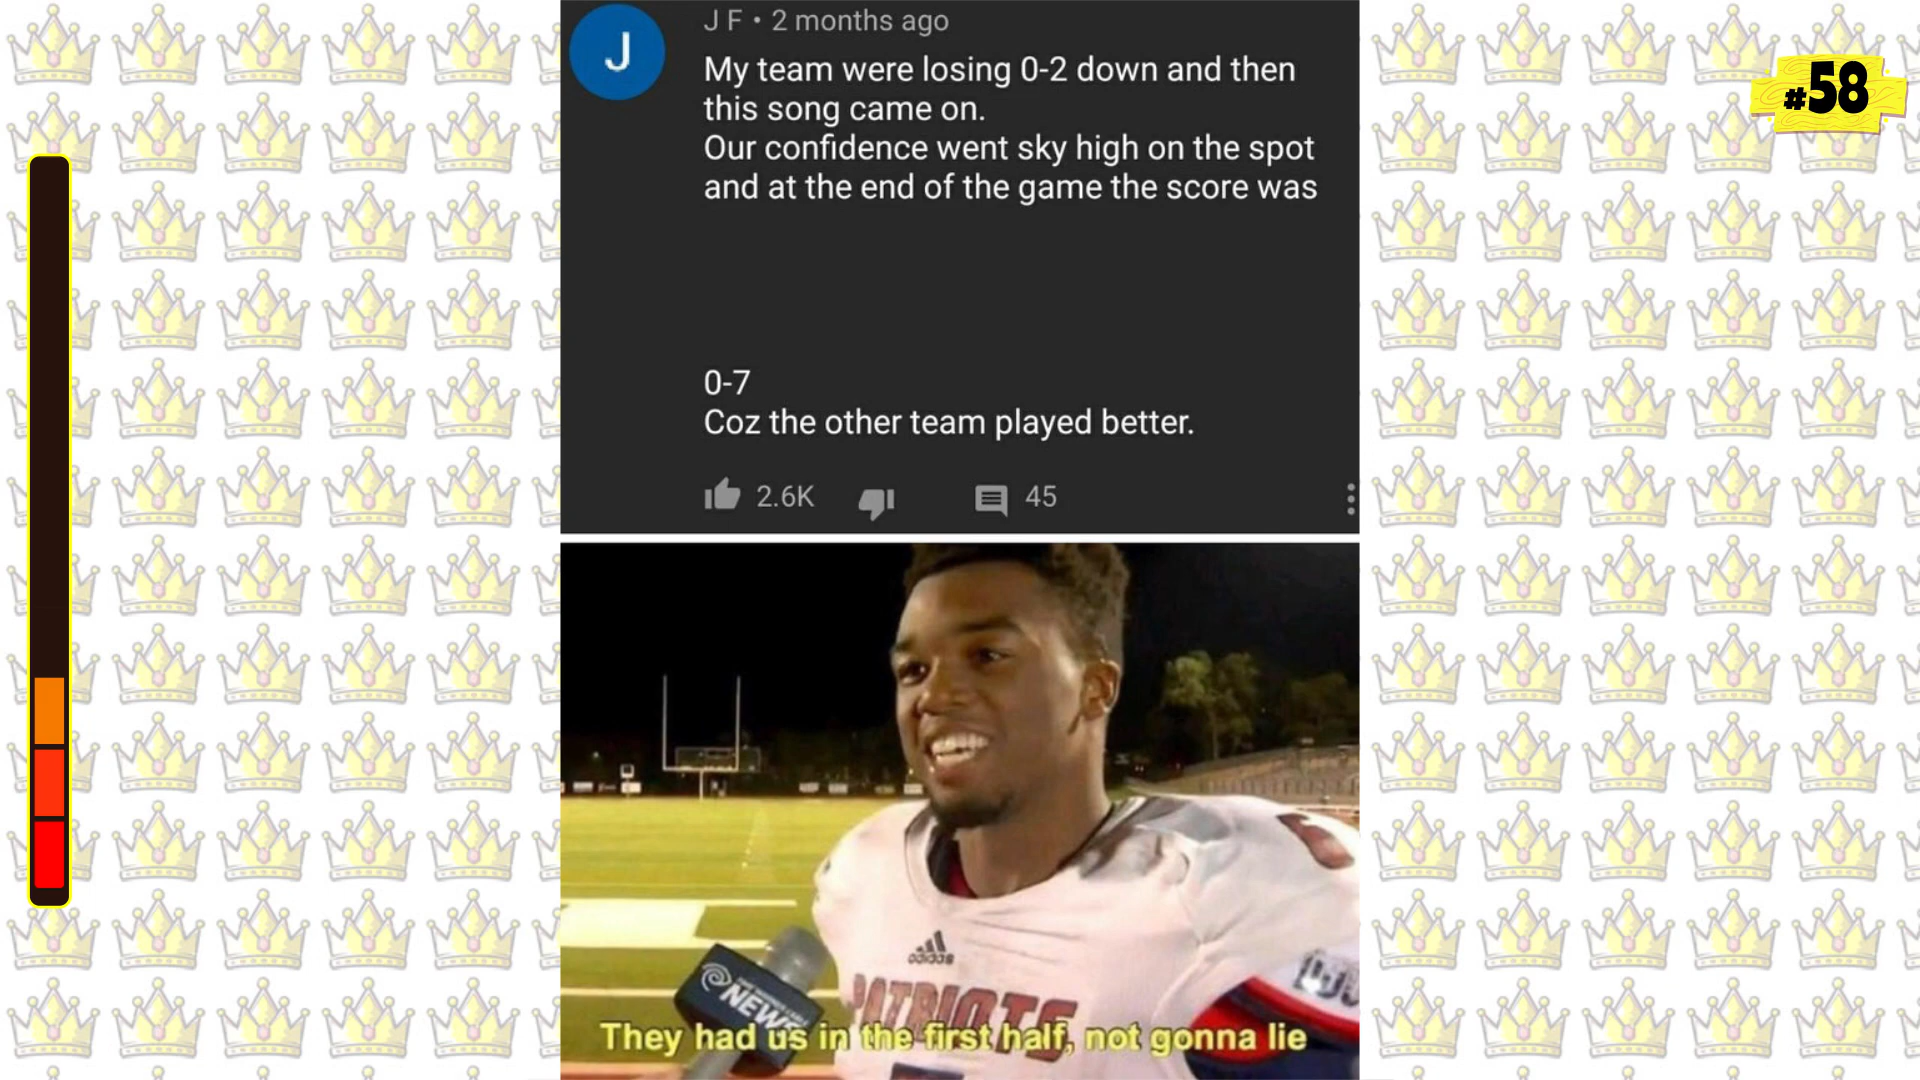 J F • 2 months ago
J
My team were losing 0-2 down and then
this song came on.
Our confidence went sky high on the spot
and at the end of the game the score was
0-7
Coz the other team played better.
2.6K
45
#58
adidas
PATRIOTS
NEWS
They had us in the first half, not gonna lie